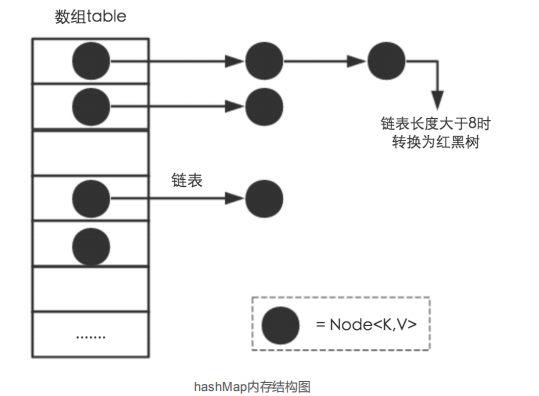 数组table
链表长度大于8时
转换为红黑树
链表
= Node<K,V>
.......
hashMap内存结构图